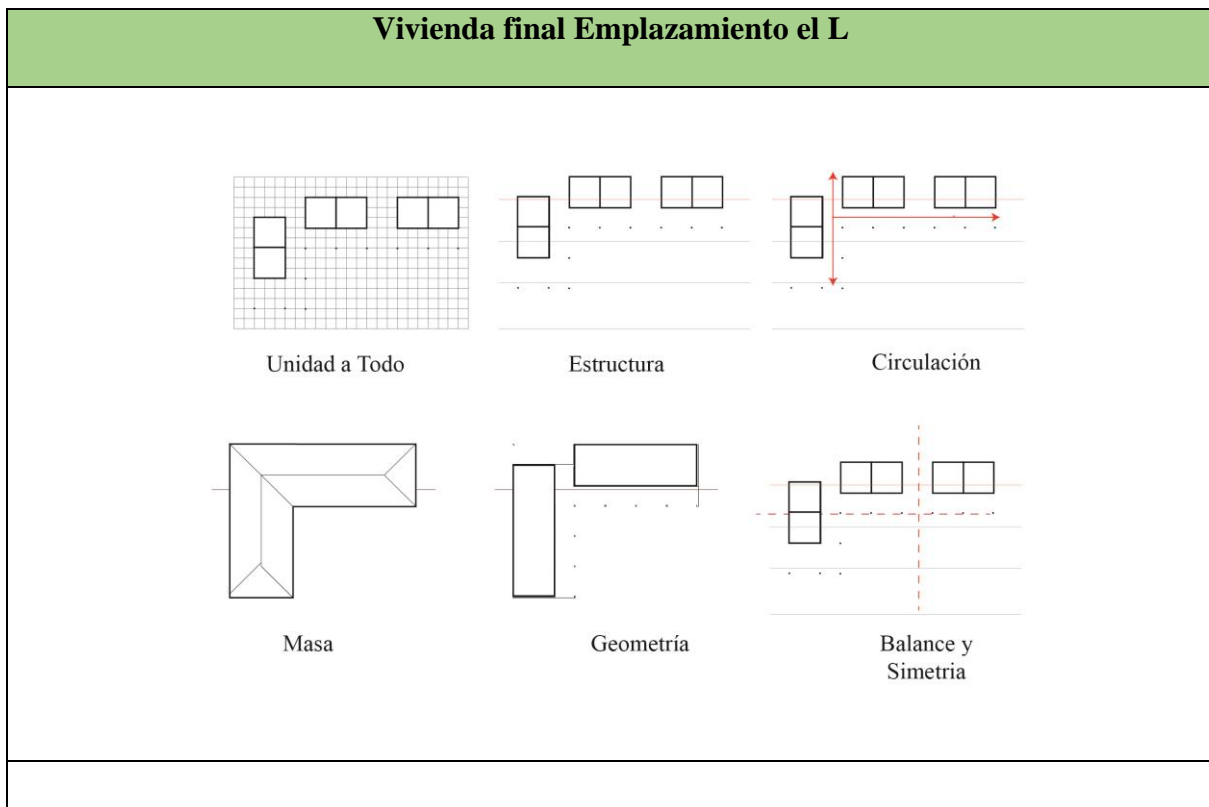 Vivienda final Emplazamiento el L
Unidad a Todo
Estructura
Circulación
Masa
Geometría
Balance y
Simetria